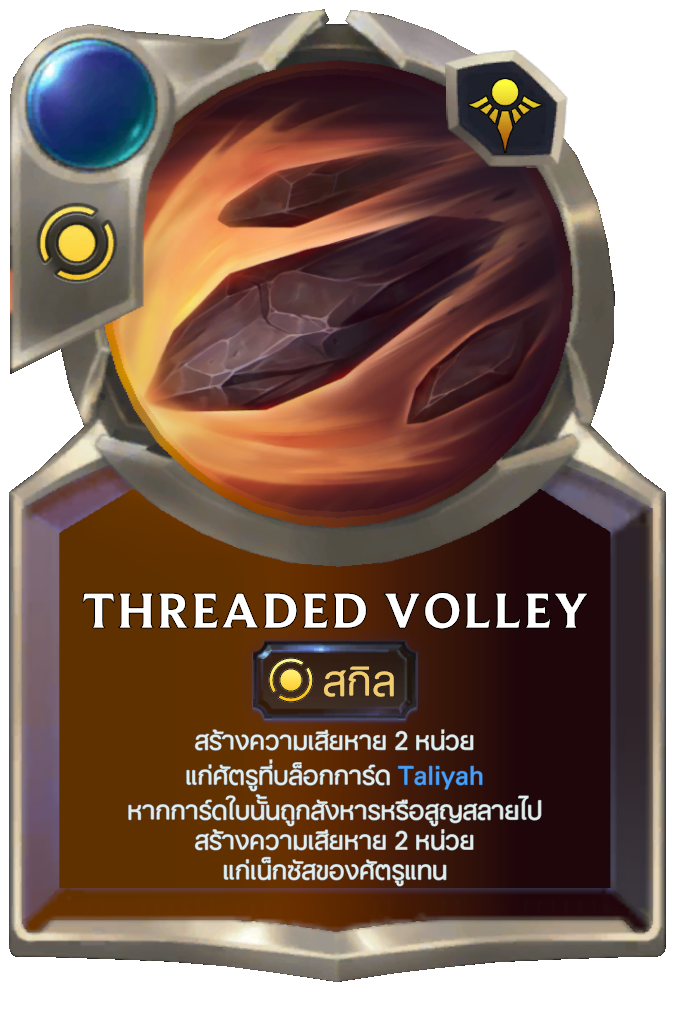 THREADED VOLLEY
สกิล
สร้างความเสียหาย 2 หน่วย
แก่ศัตรูที่บล็อกการ์ด Taliyah
หากการ์ดใบนั้นถูกสังหารหรือสูญสลายไป
สร้างความเสียหาย 2 หน่วย
แก่เน็กซัสของศัตรูแทน